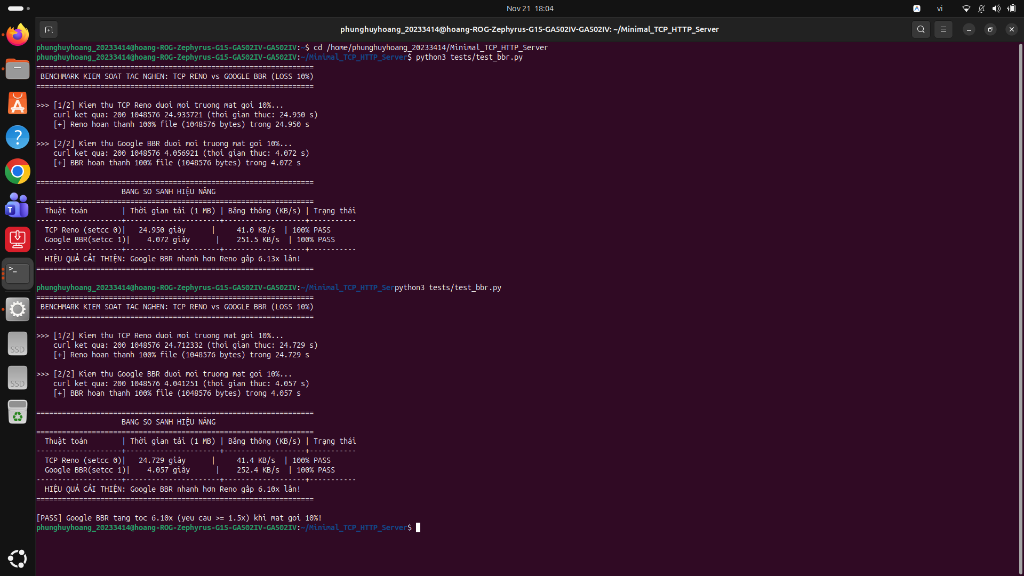 Nov 21 18:04
vi
phunghuyhoang_20233414@hoang-ROG-Zephyrus-G15-GA502IV-GA502IV: ~/Minimal_TCP_HTTP_Server
phunghuyhoang_20233414@hoang-ROG-Zephyrus-G15-GA502IV-GA502IV:~$ cd /home/phunghuyhoang_20233414/Minimal_TCP_HTTP_Server
phunghuyhoang_20233414@hoang-ROG-Zephyrus-G15-GA502IV-GA502IV:~/Minimal_TCP_HTTP_Server$ python3 tests/test_bbr.py
=================================================================
BENCHMARK KIEM SOAT TAC NGHEN: TCP RENO vs GOOGLE BBR (LOSS 10%)
=================================================================
>>> [1/2] Kiem thu TCP Reno duoi moi truong mat goi 10%...
curl ket qua: 200 1048576 24.933721 (thoi gian thuc: 24.950 s)
[+] Reno hoan thanh 100% file (1048576 bytes) trong 24.950 s
>>> [2/2] Kiem thu Google BBR duoi moi truong mat goi 10%...
curl ket qua: 200 1048576 4.056921 (thoi gian thuc: 4.072 s)
[+] BBR hoan thanh 100% file (1048576 bytes) trong 4.072 s
=================================================================
BANG SO SANH HIỆU NĂNG
=================================================================
Thuật toán | Thời gian tải (1 MB) | Băng thông (KB/s) | Trạng thái
--------------------+----------------------+-------------------+-----------
TCP Reno (setcc 0)| 24.950 giây | 41.0 KB/s | 100% PASS
Google BBR(setcc 1)| 4.072 giây | 251.5 KB/s | 100% PASS
--------------------+----------------------+-------------------+-----------
HIỆU QUẢ CẢI THIỆN: Google BBR nhanh hơn Reno gấp 6.13x lần!
=================================================================
phunghuyhoang_20233414@hoang-ROG-Zephyrus-G15-GA502IV-GA502IV:~/Minimal_TCP_HTTP_Serpython3 tests/test_bbr.py
=================================================================
BENCHMARK KIEM SOAT TAC NGHEN: TCP RENO vs GOOGLE BBR (LOSS 10%)
=================================================================
>>> [1/2] Kiem thu TCP Reno duoi moi truong mat goi 10%...
curl ket qua: 200 1048576 24.712332 (thoi gian thuc: 24.729 s)
[+] Reno hoan thanh 100% file (1048576 bytes) trong 24.729 s
>>> [2/2] Kiem thu Google BBR duoi moi truong mat goi 10%...
curl ket qua: 200 1048576 4.041251 (thoi gian thuc: 4.057 s)
[+] BBR hoan thanh 100% file (1048576 bytes) trong 4.057 s
=================================================================
BANG SO SANH HIỆU NĂNG
=================================================================
Thuật toán | Thời gian tải (1 MB) | Băng thông (KB/s) | Trạng thái
--------------------+----------------------+-------------------+-----------
TCP Reno (setcc 0)| 24.729 giây | 41.4 KB/s | 100% PASS
Google BBR(setcc 1)| 4.057 giây | 252.4 KB/s | 100% PASS
--------------------+----------------------+-------------------+-----------
HIỆU QUẢ CẢI THIỆN: Google BBR nhanh hơn Reno gấp 6.10x lần!
=================================================================
[PASS] Google BBR tang toc 6.10x (yeu cau >= 1.5x) khi mat goi 10%!
phunghuyhoang_20233414@hoang-ROG-Zephyrus-G15-GA502IV-GA502IV:~/Minimal_TCP_HTTP_Server$